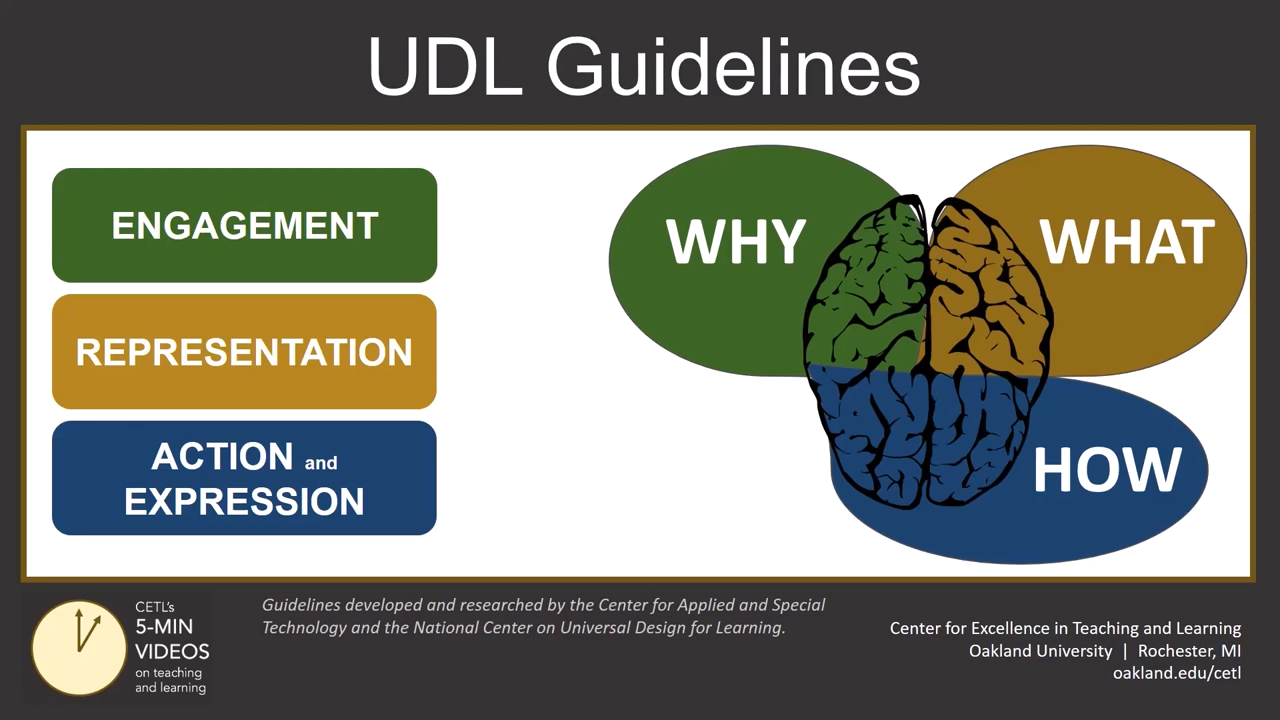 UDL Guidelines
ENGAGEMENT
REPRESENTATION
ACTION and
EXPRESSION
WHY
WHAT
HOW
CETL's
5-MIN
VIDEOS
on teaching
and learning
Guidelines developed and researched by the Center for Applied and Special
Technology and the National Center on Universal Design for Learning.
Center for Excellence in Teaching and Learning
Oakland University | Rochester, MI
oakland.edu/cetl